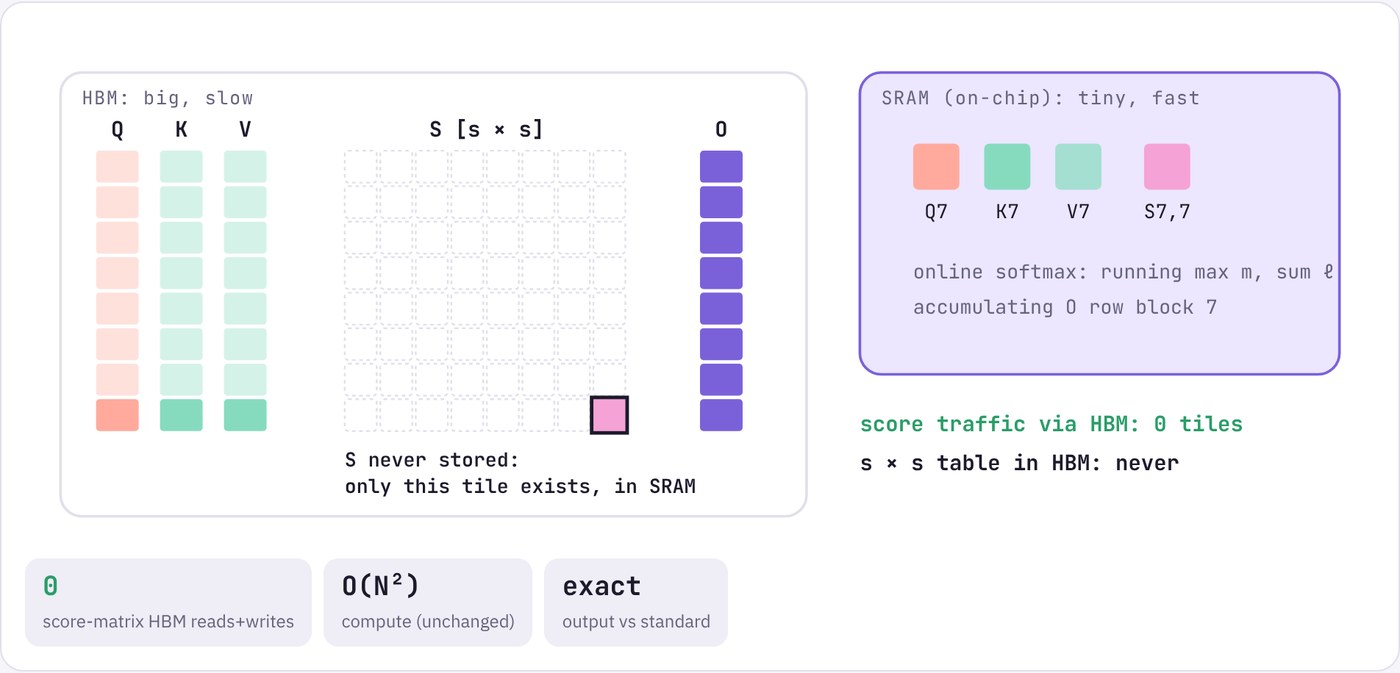 HBM: big, slow
Q K V S [s × s] O
S never stored:
only this tile exists, in SRAM
SRAM (on-chip): tiny, fast
Q7 K7 V7 S7,7
online softmax: running max m, sum ℓ
accumulating O row block 7
score traffic via HBM: 0 tiles
s × s table in HBM: never
0
score-matrix HBM reads+writes
O(N²)
compute (unchanged)
exact
output vs standard